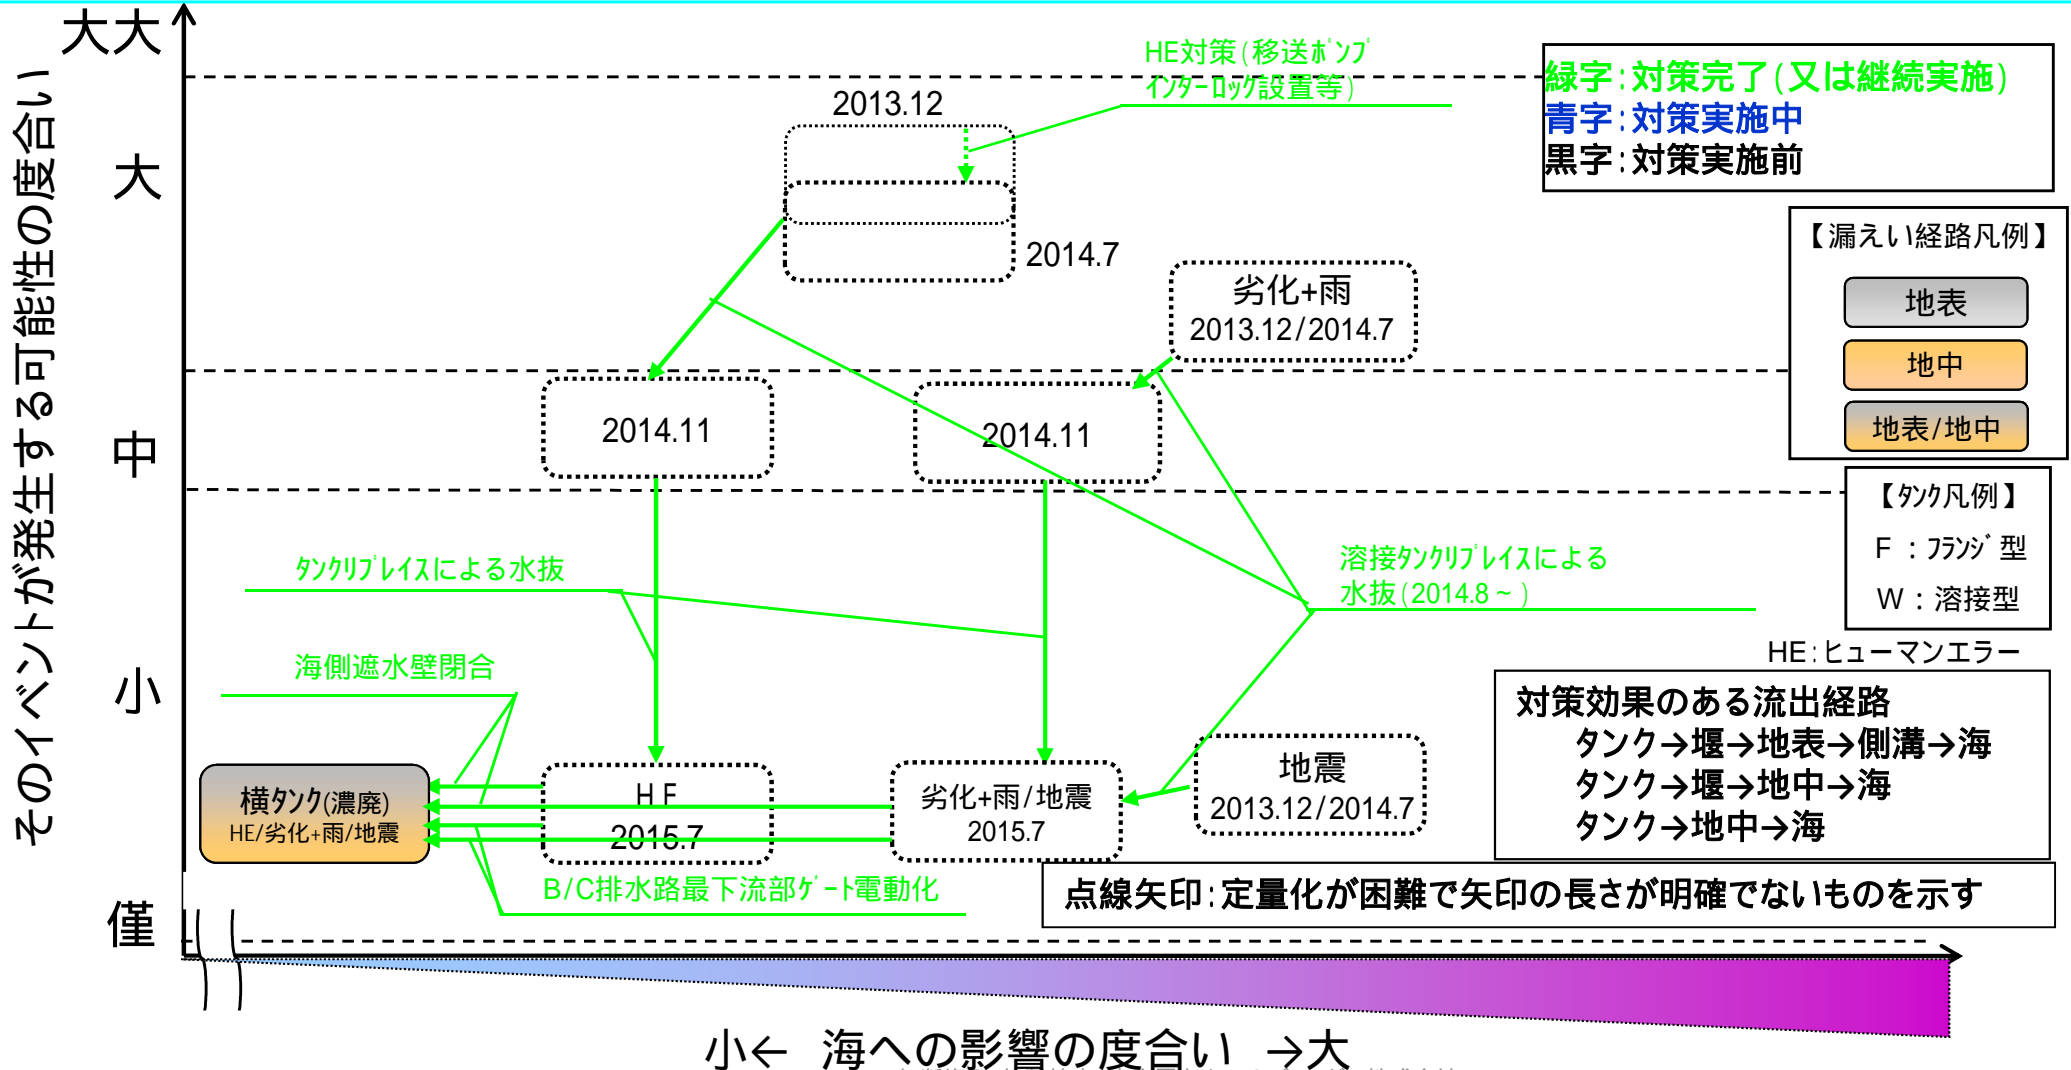 大大
大
中
小
僅
そのイベントが発生する可能性の度合い
HE対策(移送ﾎﾟﾝﾌﾟ
ｲﾝﾀｰﾛｯｸ設置等)
2013.12
2014.7
劣化+雨
2013.12/2014.7
2014.11
2014.11
ﾀﾝｸﾘﾌﾟﾚｲｽによる水抜
溶接ﾀﾝｸﾘﾌﾟﾚｲｽによる
水抜(2014.8～)
海側遮水壁閉合
横ﾀﾝｸ(濃廃)
HE/劣化+雨/地震
HF
2015.7
劣化+雨/地震
2015.7
地震
2013.12/2014.7
B/C排水路最下流部ｹﾞｰﾄ電動化
緑字:対策完了(又は継続実施)
青字:対策実施中
黒字:対策実施前
【漏えい経路凡例】
地表
地中
地表/地中
【ﾀﾝｸ凡例】
F：ﾌﾗﾝｼﾞ型
W：溶接型
HE:ヒューマンエラー
対策効果のある流出経路
タンク→堰→地表→側溝→海
タンク→堰→地中→海
タンク→地中→海
点線矢印:定量化が困難で矢印の長さが明確でないものを示す
小← 海への影響の度合い →大